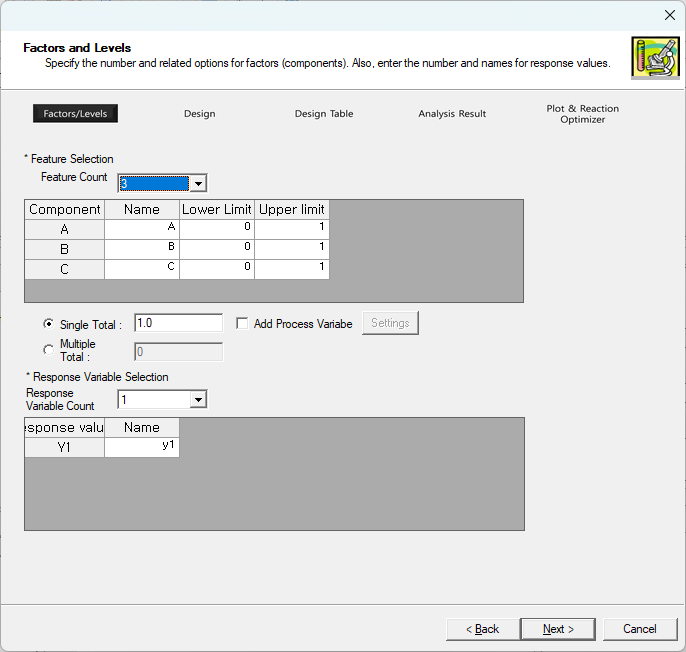 Factors and Levels
Specify the number and related options for factors (components). Also, enter the number and names for response values.
Factors/Levels Design Design Table Analysis Result Plot & Reaction
Optimizer
* Feature Selection
Feature Count 3
Component Name Lower Limit Upper limit
A A 0 1
B B 0 1
C C 0 1
Single Total : 1.0 Add Process Variabe Settings
Multiple
Total : 0
* Response Variable Selection
Response
Variable Count 1
esponse valu Name
Y1 y1
< Back Next > Cancel